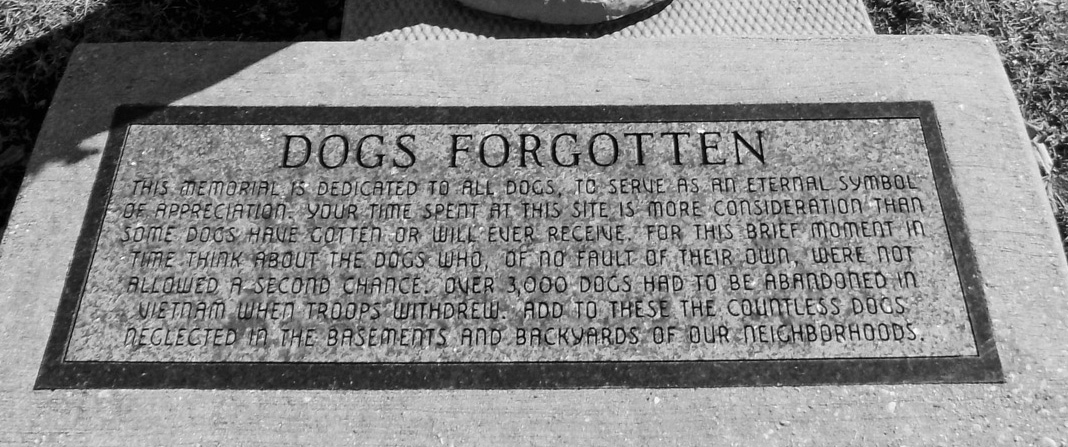 DOGS FORGOTTEN
THIS MEMORIAL IS DEDICATED TO ALL DOGS, TO SERVE AS AN ETERNAL SYMBOL
OF APPRECIATION. YOUR TIME SPENT AT THIS SITE IS MORE CONSIDERATION THAN
SOME DOGS HAVE GOTTEN OR WILL EVER RECEIVE. FOR THIS BRIEF MOMENT IN
TIME THINK ABOUT THE DOGS WHO, OF NO FAULT OF THEIR OWN, WERE NOT
ALLOWED A SECOND CHANCE. OVER 3,000 DOGS HAD TO BE ABANDONED IN
VIETNAM WHEN TROOPS WITHDREW. ADD TO THESE THE COUNTLESS DOGS
NEGLECTED IN THE BASEMENTS AND BACKYARDS OF OUR NEIGHBORHOODS.